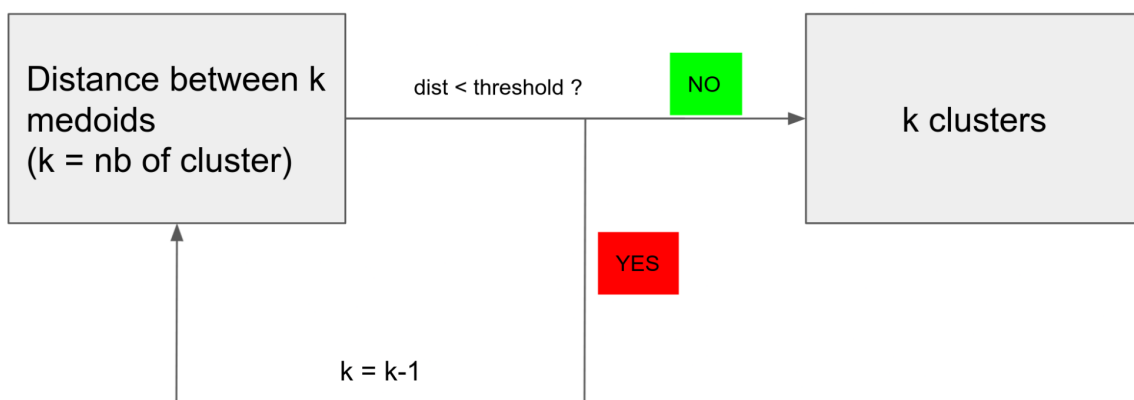 Distance between k
medoids
(k = nb of cluster)
dist < threshold ?
NO
k clusters
YES
k = k-1